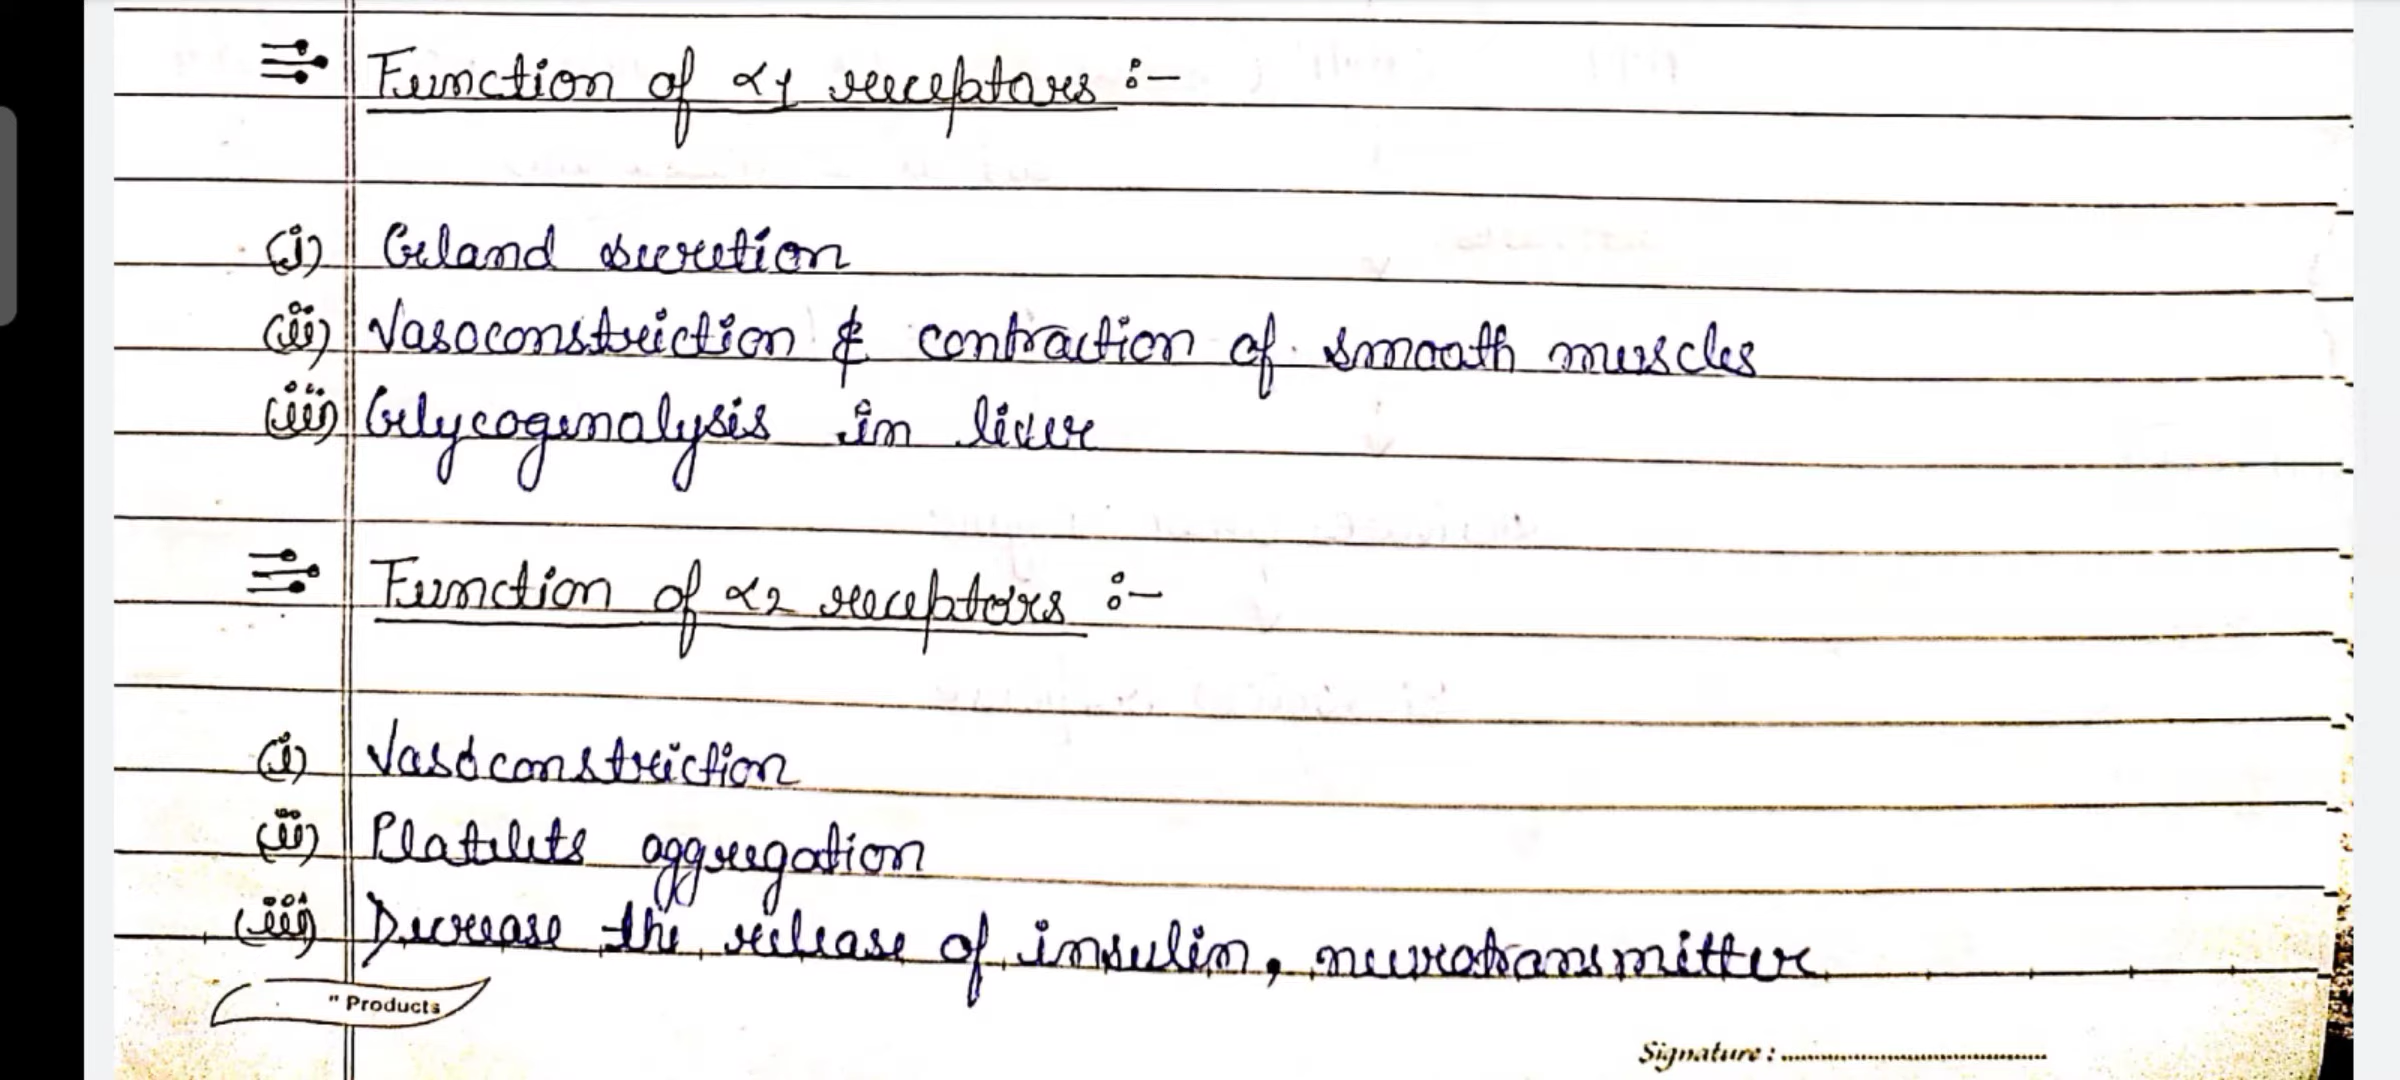 Function of α1 receptors :-
(i) Gland secretion
(ii) Vasoconstriction & contraction of smooth muscles
(iii) Glycogenolysis in liver
Function of α2 receptors :-
(i) Vasoconstriction
(ii) Platelets aggregation
(iii) Decrease the release of insulin, neurotransmitter
" Products
Signature : ..........................................